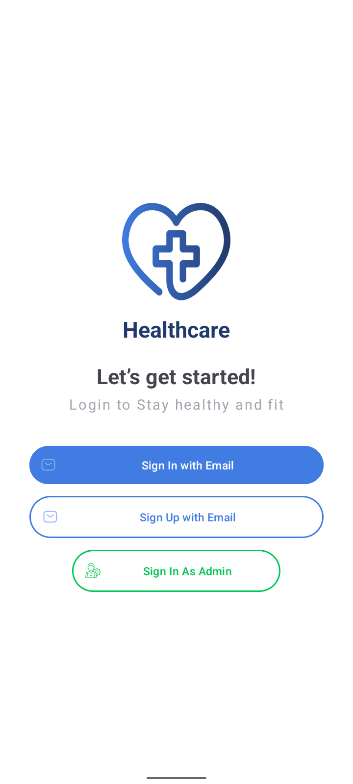 Healthcare
Let’s get started!
Login to Stay healthy and fit
Sign In with Email
Sign Up with Email
Sign In As Admin